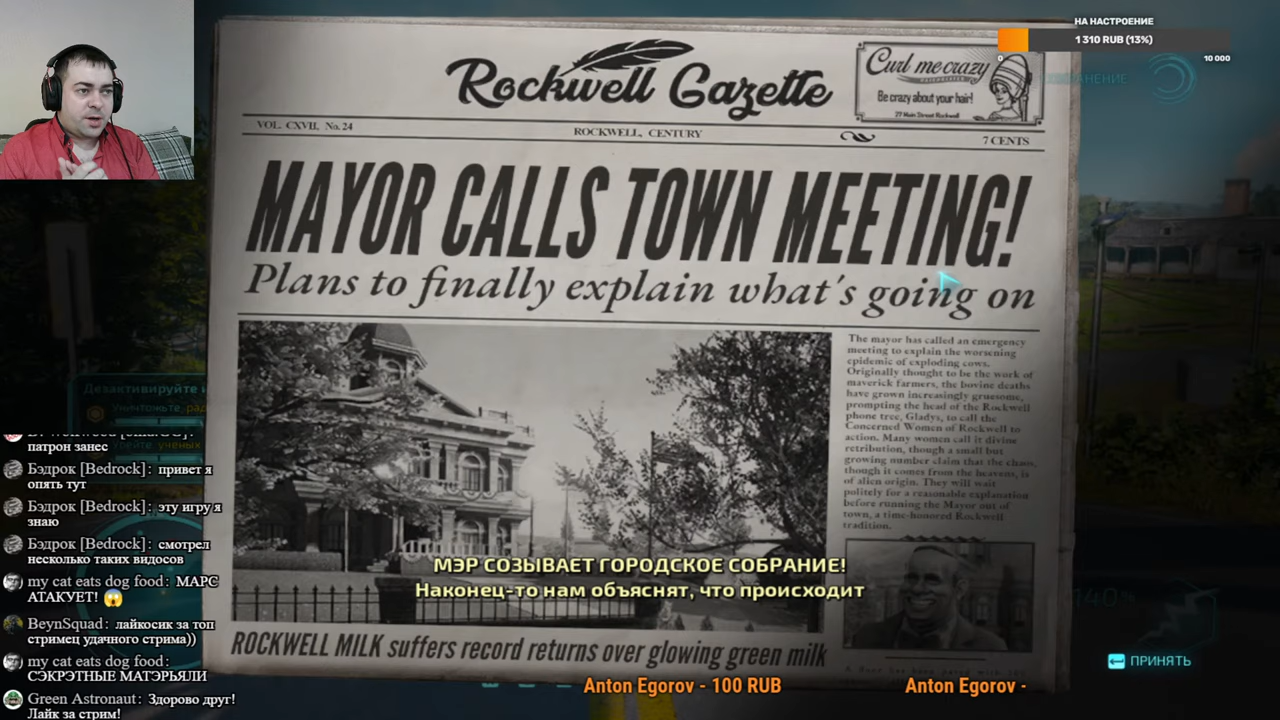 НА НАСТРОЕНИЕ
1 310 RUB (13%)
0
10 000
Rockwell Gazette
Curl me crazy
Be crazy about your hair!
27 Main Street Rockwell
VOL. CXVII, No. 24
ROCKWELL, CENTURY
7 CENTS
MAYOR CALLS TOWN MEETING!
Plans to finally explain what's going on
The mayor has called an emergency
meeting to explain the worsening
epidemic of exploding cows.
Originally thought to be the work of
maverick farmers, the bovine deaths
have grown increasingly gruesome,
prompting the head of the Rockwell
phone tree, Gladys, to call the
Concerned Women of Rockwell to
action. Many women call it divine
retribution, though a small but
growing number claim that the chaos,
though it comes from the heavens, is
of alien origin. They will wait
politely for a reasonable explanation
before running the Mayor out of
town, a time-honored Rockwell
tradition.
МЭР СОЗЫВАЕТ ГОРОДСКОЕ СОБРАНИЕ!
Наконец-то нам объяснят, что происходит
ROCKWELL MILK suffers record returns over glowing green milk
Дезактивируйте
Уничтожьте
патрон занес
Бэдрок [Bedrock]: привет я
опять тут
Бэдрок [Bedrock]: эту игру я
знаю
Бэдрок [Bedrock]: смотрел
несколько таких видосов
my cat eats dog food: МАРС
АТАКУЕТ!
BeynSquad: лайкосик за топ
стримец удачного стрима))
my cat eats dog food:
СЭКРЭТНЫЕ МАТЭРЬЯЛИ
Green Astronaut: Здорово друг!
Лайк за стрим!
140
ПРИНЯТЬ
Anton Egorov - 100 RUB
Anton Egorov -